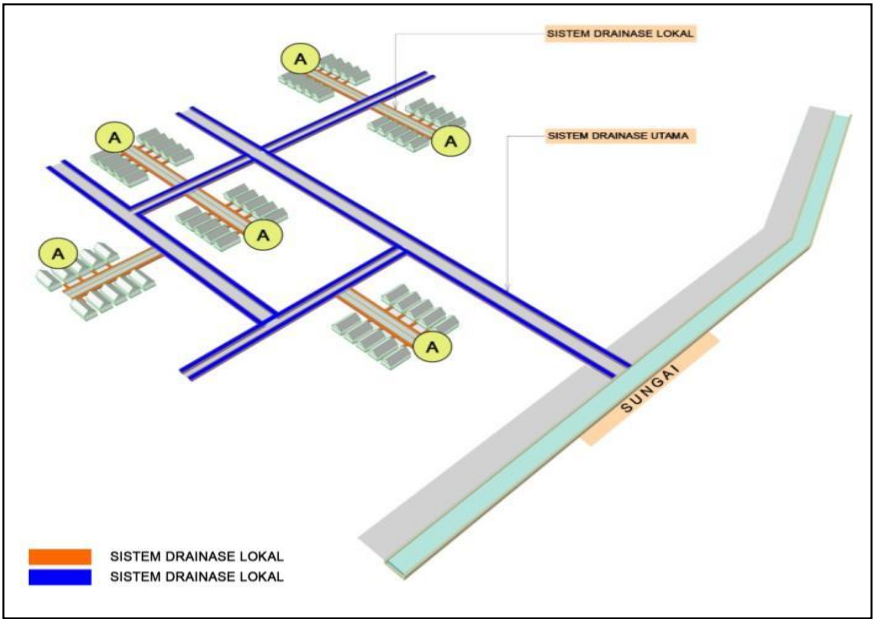 SISTEM DRAINASE LOKAL
A
A
SISTEM DRAINASE UTAMA
A
A
A
A
SUNGAI
SISTEM DRAINASE LOKAL
SISTEM DRAINASE LOKAL